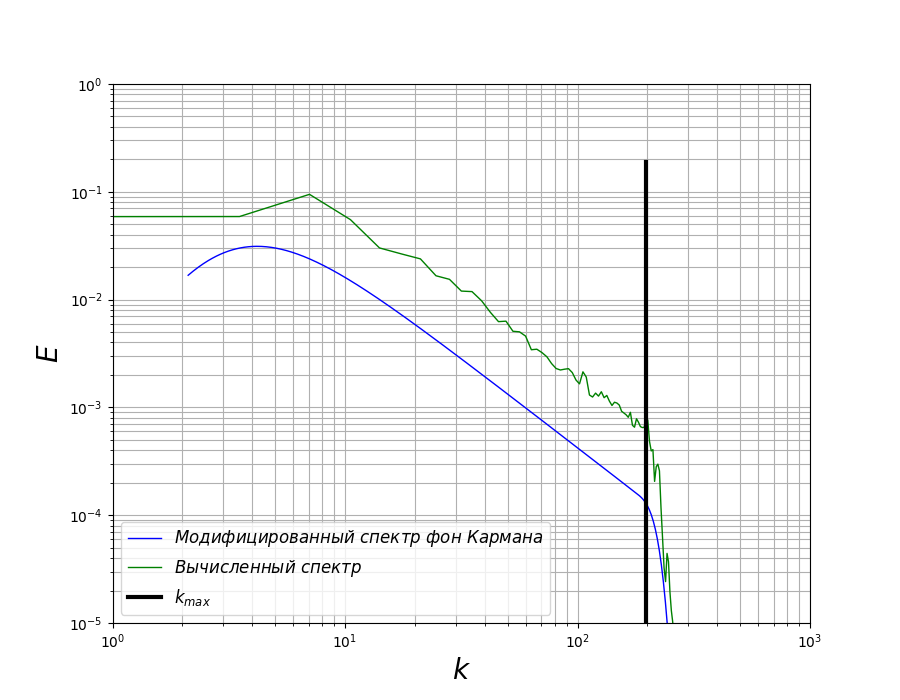 10^0
10^-1
10^-2
10^-3
10^-4
10^-5
E
Модифицированный спектр фон Кармана
Вычисленный спектр
k_max
10^0 10^1 10^2 10^3
k